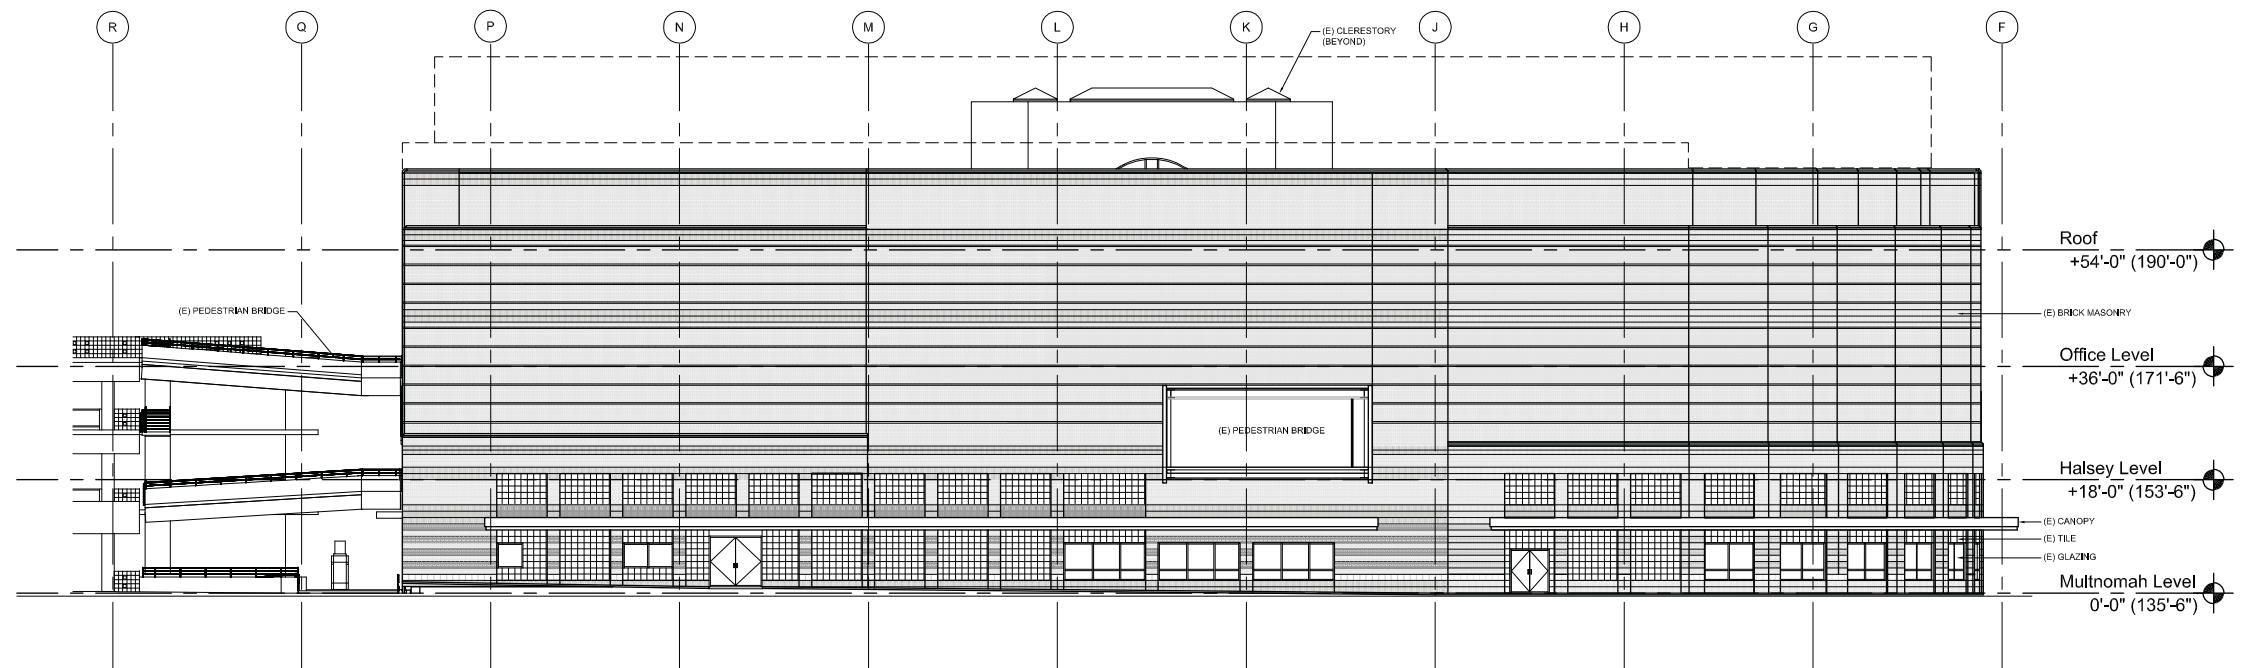 R Q P N M L K J H G F
(E) CLERESTORY
(BEYOND)
Roof
+54'-0" (190'-0")
(E) PEDESTRIAN BRIDGE
(E) BRICK MASONRY
Office Level
+36'-0" (171'-6")
(E) PEDESTRIAN BRIDGE
Halsey Level
+18'-0" (153'-6")
(E) CANOPY
(E) TILE
(E) GLAZING
Multnomah Level
0'-0" (135'-6")